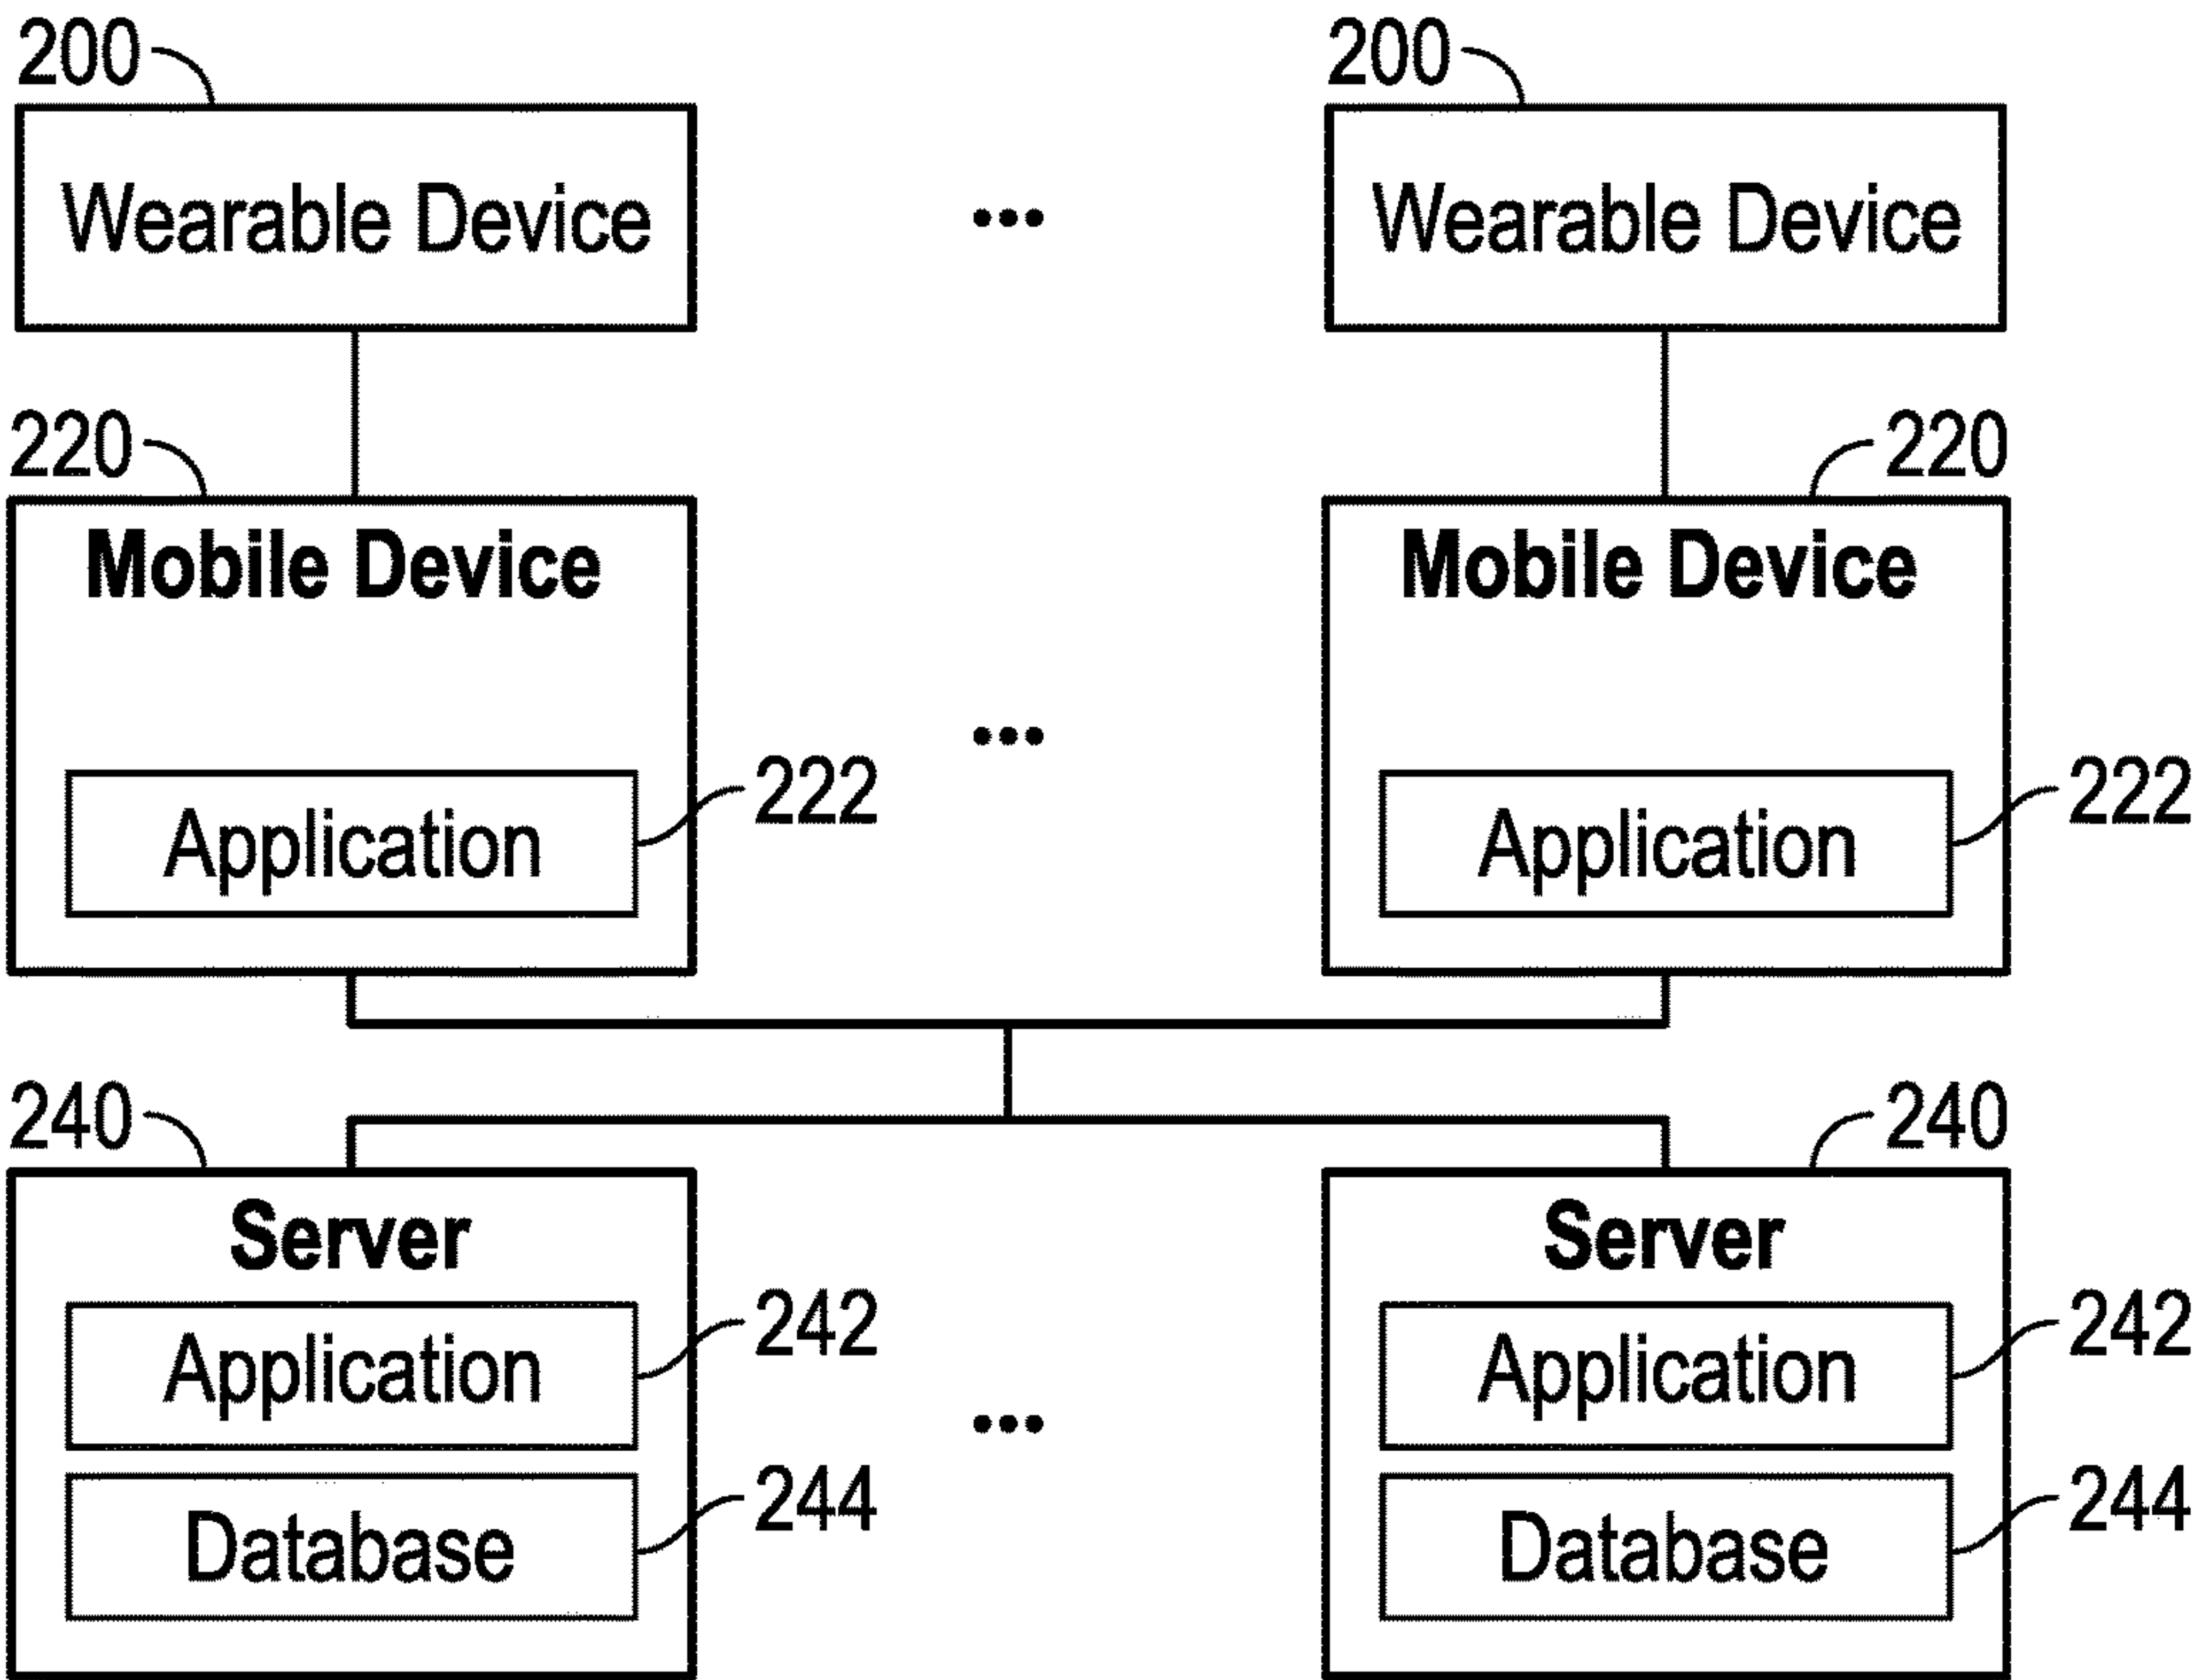 200 200
Wearable Device ... Wearable Device
220 220
Mobile Device Mobile Device
...
222 222
Application Application
240 240
Server Server
242 242
Application Application
...
244 244
Database Database